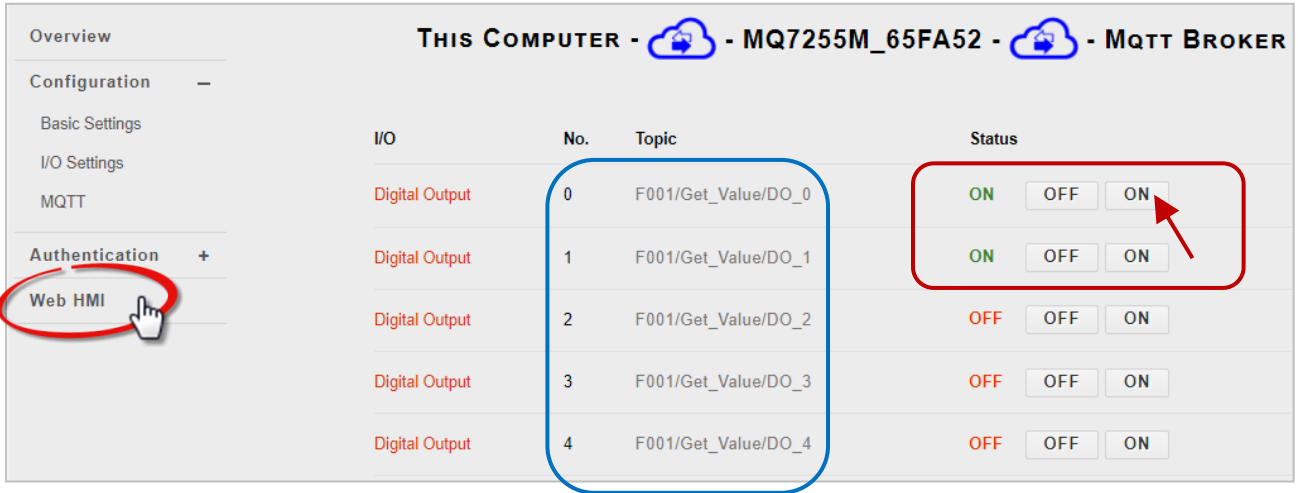 Overview
Configuration –
Basic Settings
I/O Settings
MQTT
Authentication +
Web HMI
THIS COMPUTER - - MQ7255M_65FA52 - - MQTT BROKER
I/O No. Topic Status
Digital Output 0 F001/Get_Value/DO_0 ON OFF ON
Digital Output 1 F001/Get_Value/DO_1 ON OFF ON
Digital Output 2 F001/Get_Value/DO_2 OFF OFF ON
Digital Output 3 F001/Get_Value/DO_3 OFF OFF ON
Digital Output 4 F001/Get_Value/DO_4 OFF OFF ON